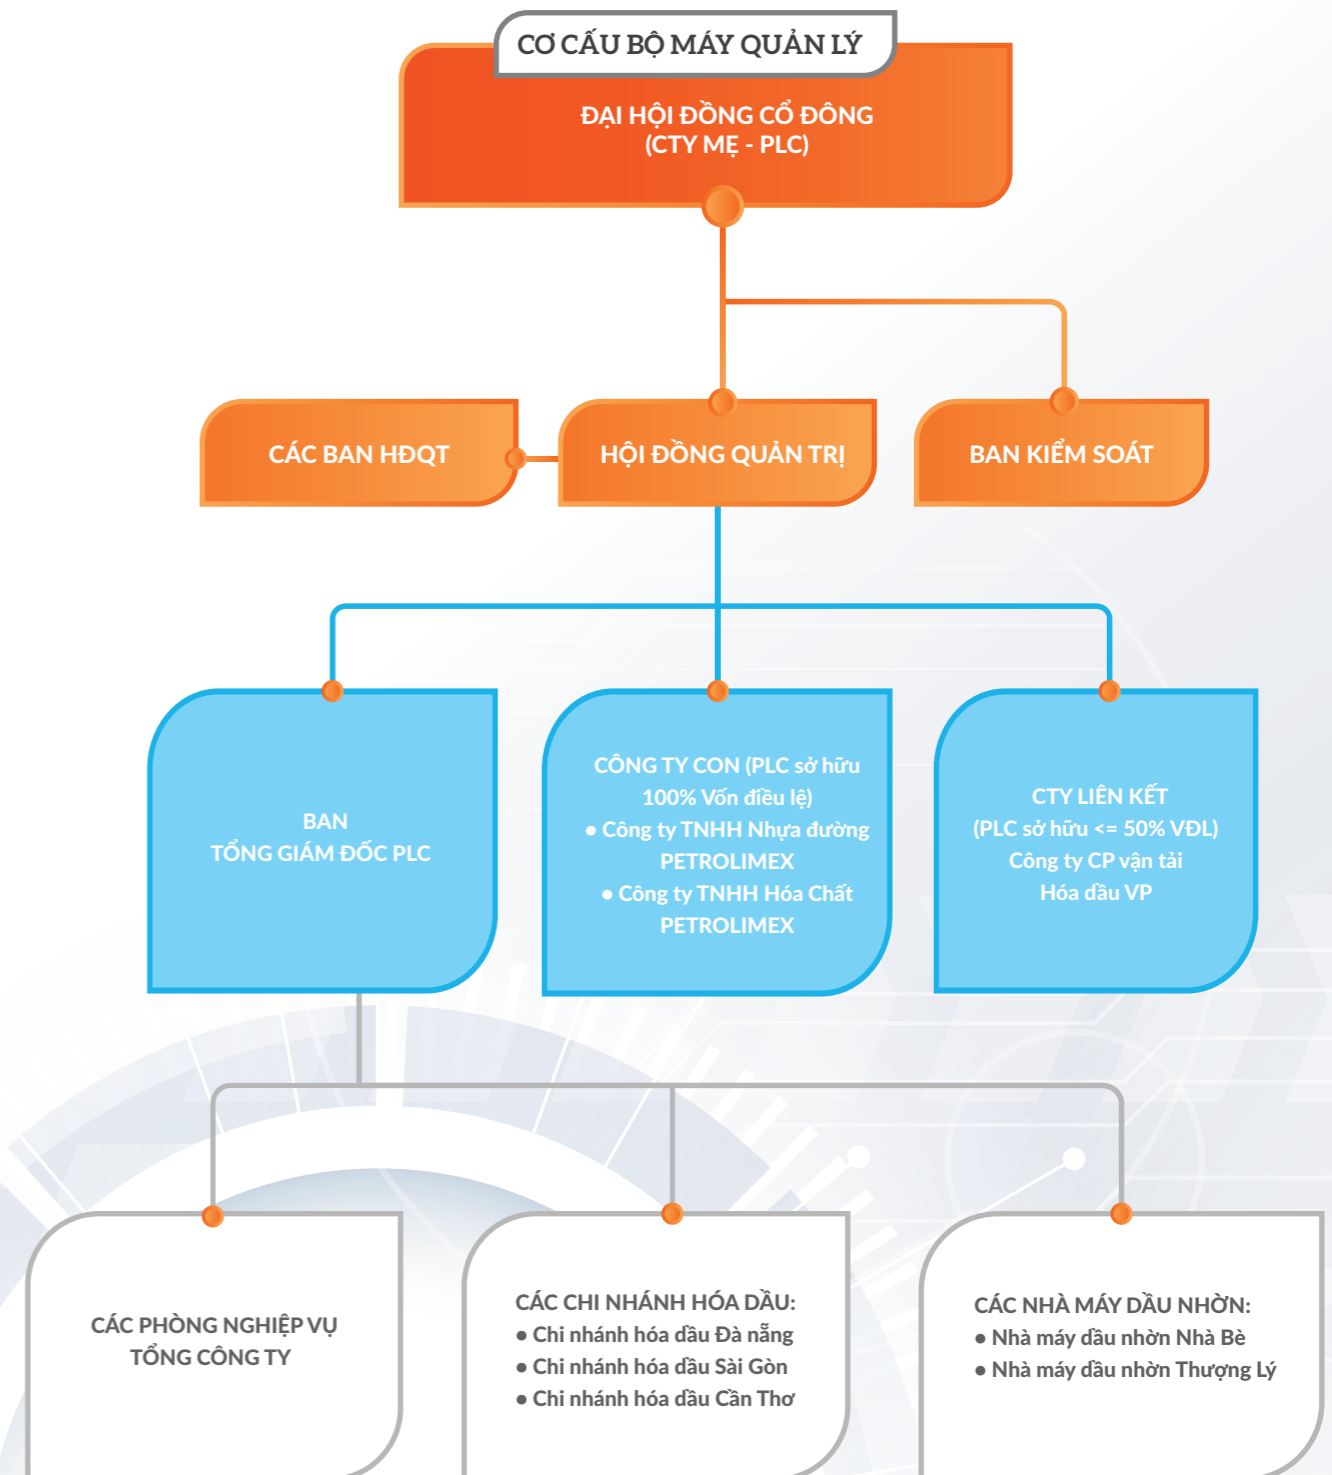 CƠ CẤU BỘ MÁY QUẢN LÝ
ĐẠI HỘI ĐỒNG CỔ ĐÔNG
(CTY MẸ - PLC)
CÁC BAN HĐQT
HỘI ĐỒNG QUẢN TRỊ
BAN KIỂM SOÁT
BAN
TỔNG GIÁM ĐỐC PLC
CÔNG TY CON (PLC sở hữu
100% Vốn điều lệ)
● Công ty TNHH Nhựa đường
PETROLIMEX
● Công ty TNHH Hóa Chất
PETROLIMEX
CTY LIÊN KẾT
(PLC sở hữu <= 50% VĐL)
Công ty CP vận tải
Hóa dầu VP
CÁC PHÒNG NGHIỆP VỤ
TỔNG CÔNG TY
CÁC CHI NHÁNH HÓA DẦU:
● Chi nhánh hóa dầu Đà nẵng
● Chi nhánh hóa dầu Sài Gòn
● Chi nhánh hóa dầu Cần Thơ
CÁC NHÀ MÁY DẦU NHỜN:
● Nhà máy dầu nhờn Nhà Bè
● Nhà máy dầu nhờn Thượng Lý